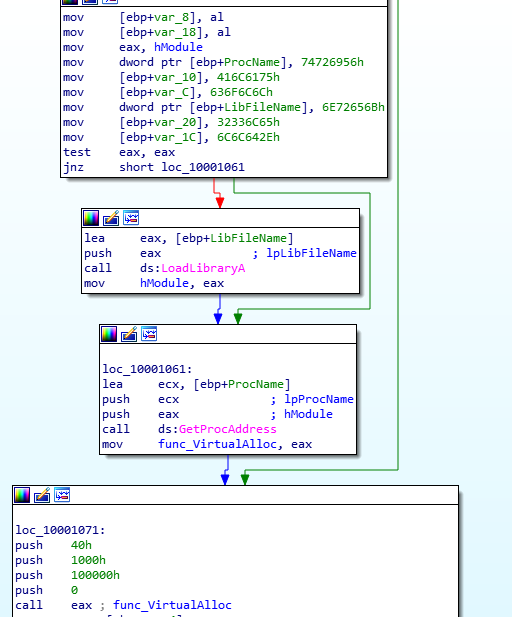 mov [ebp+var_8], al
mov [ebp+var_18], al
mov eax, hModule
mov dword ptr [ebp+ProcName], 74726956h
mov [ebp+var_10], 416C6175h
mov [ebp+var_C], 636F6C6Ch
mov dword ptr [ebp+LibFileName], 6E72656Bh
mov [ebp+var_20], 32336C65h
mov [ebp+var_1C], 6C6C642Eh
test eax, eax
jnz short loc_10001061
lea eax, [ebp+LibFileName]
push eax ; lpLibFileName
call ds:LoadLibraryA
mov hModule, eax
loc_10001061:
lea ecx, [ebp+ProcName]
push ecx ; lpProcName
push eax ; hModule
call ds:GetProcAddress
mov func_VirtualAlloc, eax
loc_10001071:
push 40h
push 1000h
push 100000h
push 0
call eax ; func_VirtualAlloc